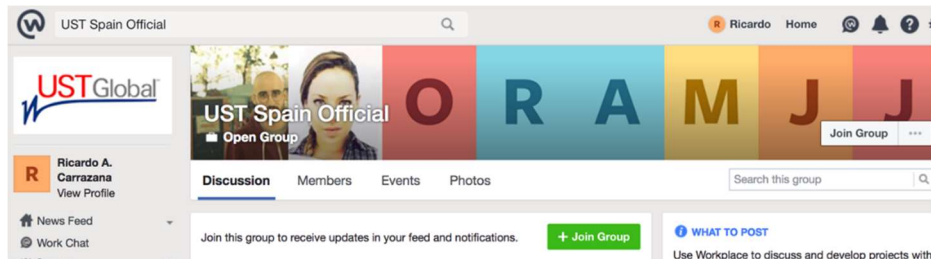 UST Spain Official
R Ricardo Home
UST Global
UST Spain Official
Open Group
O R A M J J
Join Group
R
Ricardo A.
Carrazana
View Profile
Discussion Members Events Photos
Search this group
News Feed
Work Chat
Join this group to receive updates in your feed and notifications.
+ Join Group
WHAT TO POST
Use Workplace to discuss and develop projects with